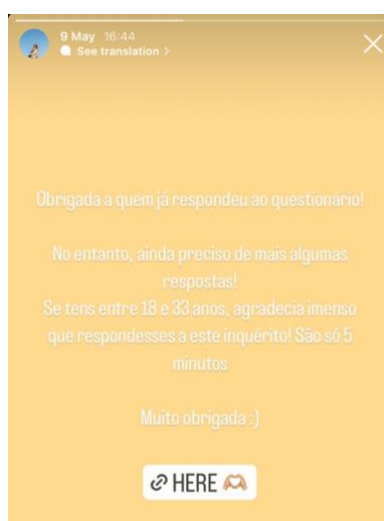 9 May 16:44
See translation >
Obrigada a quem já respondeu ao questionário!
No entanto, ainda preciso de mais algumas
respostas!
Se tens entre 18 e 33 anos, agradecia imenso
que respondesses a este inquérito! São só 5
minutos
Muito obrigada :)
HERE 🫶🏼